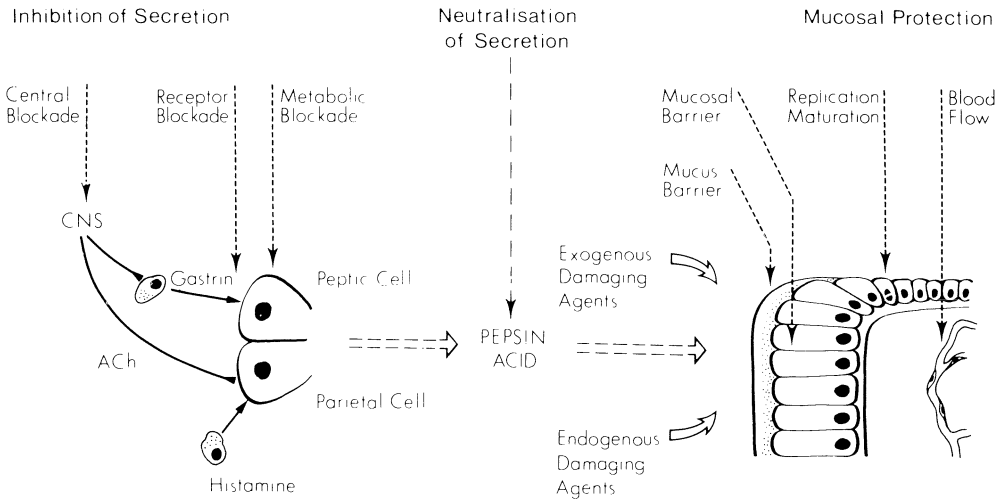 Inhibition of Secretion
Neutralisation
of Secretion
Mucosal Protection
Central
Blockade
Receptor
Blockade
Metabolic
Blockade
Mucosal
Barrier
Replication
Maturation
Blood
Flow
Mucus
Barrier
CNS
Gastrin
Peptic Cell
Exogenous
Damaging
Agents
ACh
PEPSIN
ACID
Parietal Cell
Histamine
Endogenous
Damaging
Agents